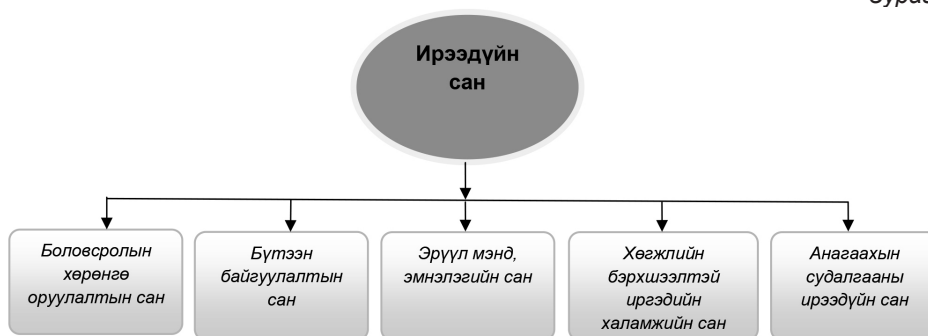 Ирээдүйн
сан
Боловсролын
хөрөнгө
оруулалтын сан
Бүтээн
байгуулалтын
сан
Эрүүл мэнд,
эмнэлэгийн сан
Хөгжлийн
бэрхшээлтэй
иргэдийн
халамжийн сан
Анагаахын
судалгааны
ирээдүйн сан